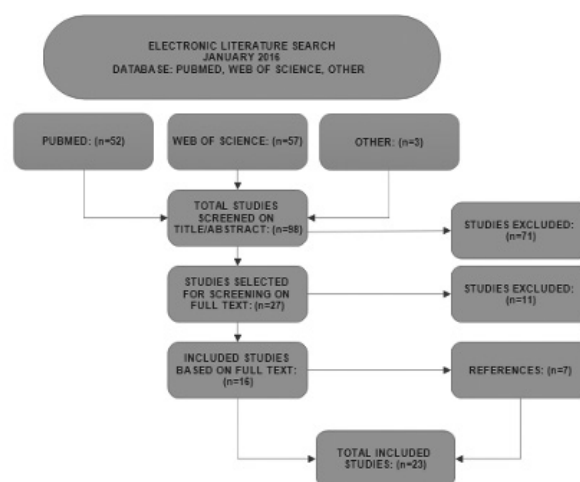 ELECTRONIC LITERATURE SEARCH
JANUARY 2016
DATABASE: PUBMED, WEB OF SCIENCE, OTHER
PUBMED: (n=52)
WEB OF SCIENCE: (n=57)
OTHER: (n=3)
TOTAL STUDIES
SCREENED ON
TITLE/ABSTRACT: (n=98)
STUDIES EXCLUDED:
(n=71)
STUDIES SELECTED
FOR SCREENING ON
FULL TEXT: (n=27)
STUDIES EXCLUDED:
(n=11)
INCLUDED STUDIES
BASED ON FULL TEXT:
(n=16)
REFERENCES: (n=7)
TOTAL INCLUDED
STUDIES: (n=23)